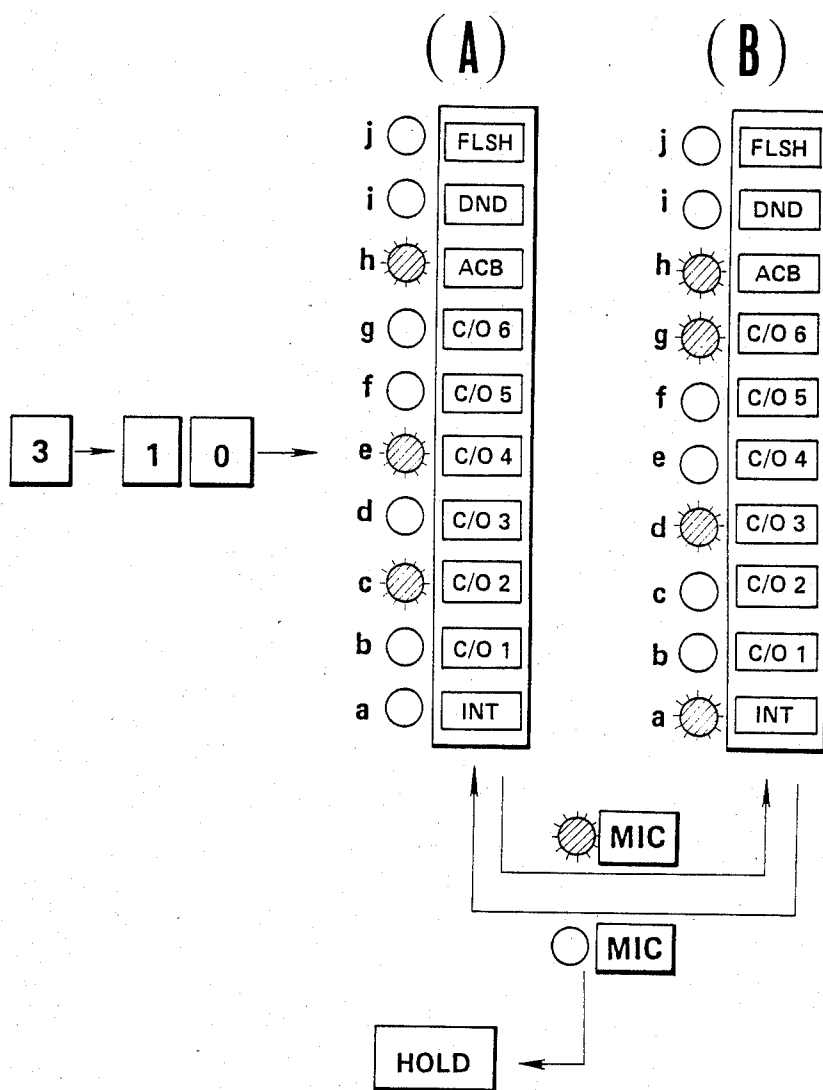 (A)
j FLSH
i DND
h ACB
g C/O 6
f C/O 5
e C/O 4
d C/O 3
c C/O 2
b C/O 1
a INT
(B)
j FLSH
i DND
h ACB
g C/O 6
f C/O 5
e C/O 4
d C/O 3
c C/O 2
b C/O 1
a INT
3 1 0
MIC
MIC
HOLD